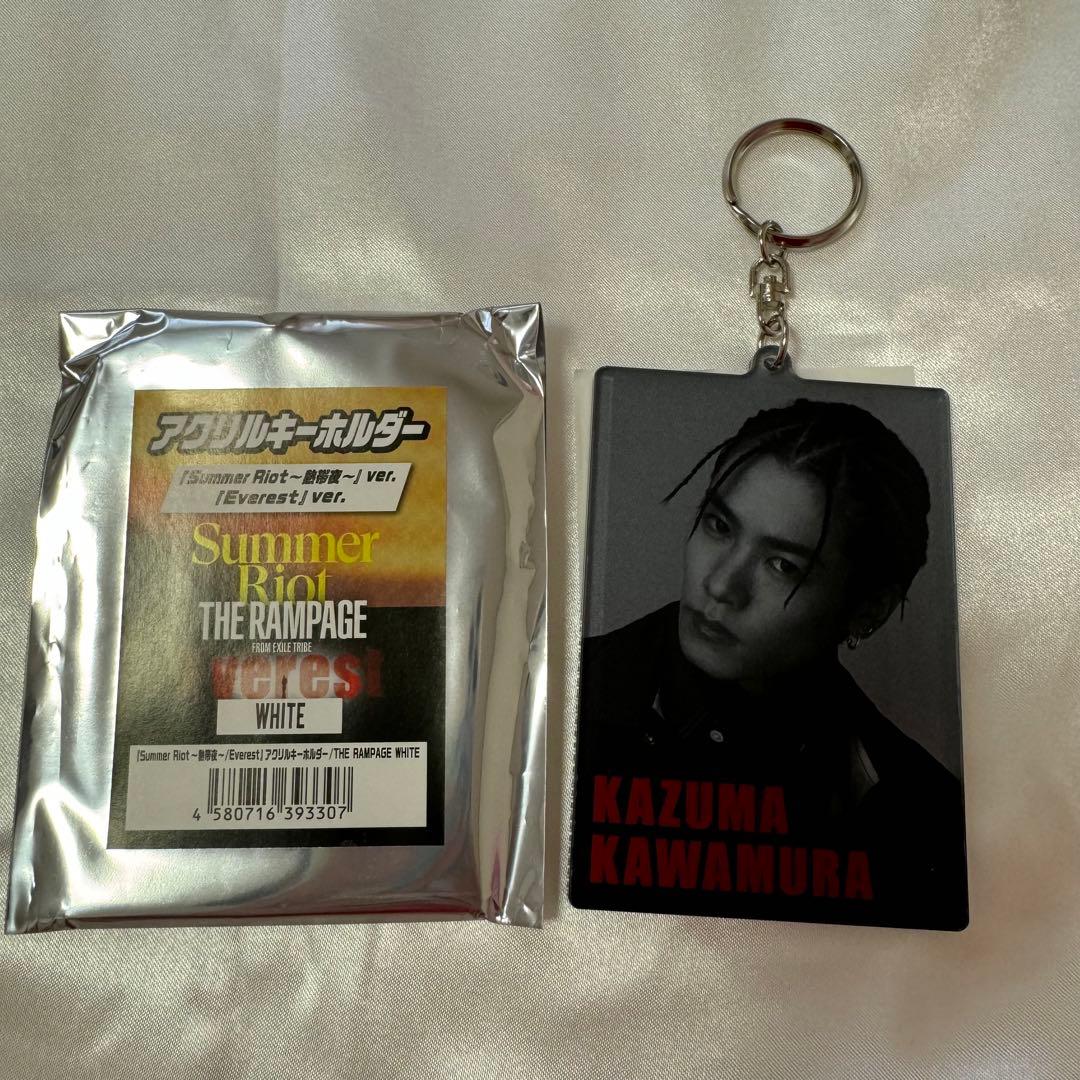 アクリルキーホルダー
『Summer Riot～熱帯夜～』ver.
『Everest』ver.
Summer
Riot
THE RAMPAGE
FROM EXILE TRIBE
verest
WHITE
『Summer Riot～熱帯夜～/Everest』アクリルキーホルダー/THE RAMPAGE WHITE
4 580716 393307
KAZUMA
KAWAMURA